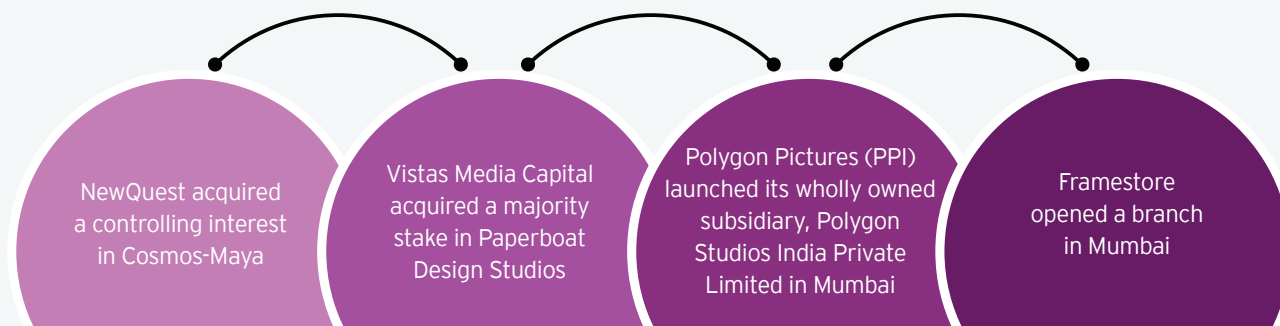 NewQuest acquired
a controlling interest
in Cosmos-Maya
Vistas Media Capital
acquired a majority
stake in Paperboat
Design Studios
Polygon Pictures (PPI)
launched its wholly owned
subsidiary, Polygon
Studios India Private
Limited in Mumbai
Framestore
opened a branch
in Mumbai